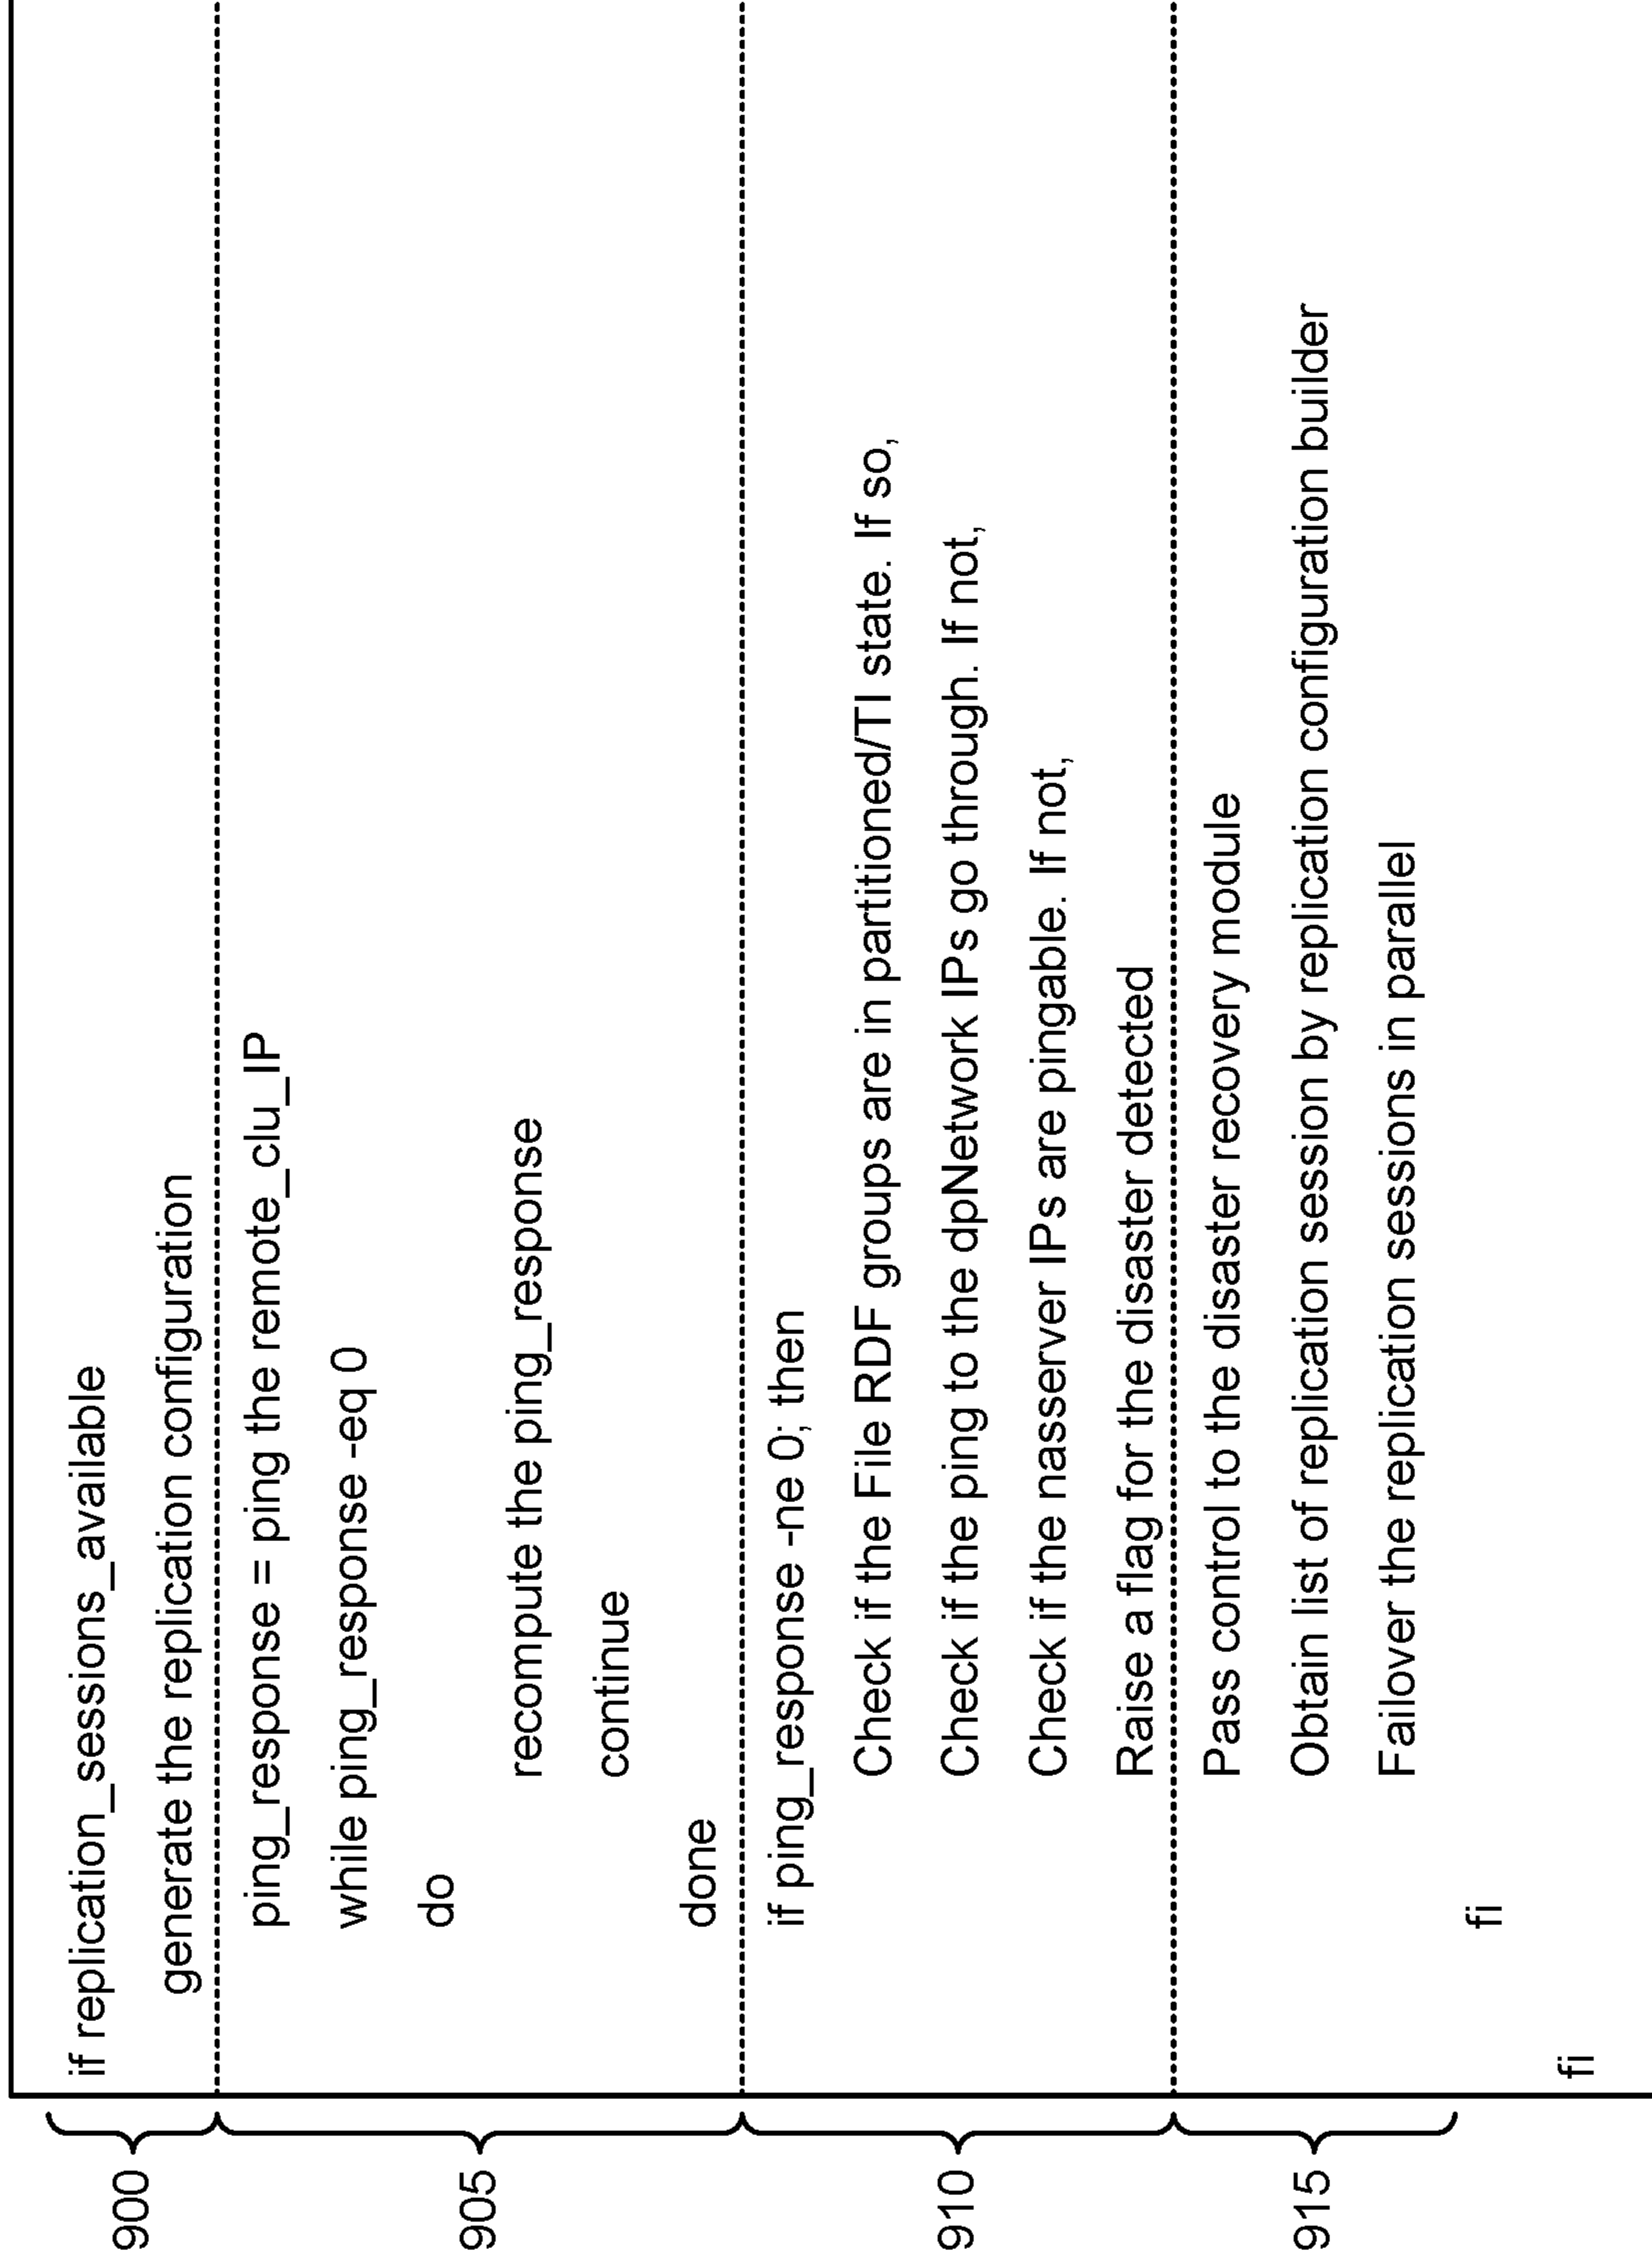 900
if replication_sessions_available
generate the replication configuration
905
ping_response = ping the remote_clu_IP
while ping_response -eq 0
do
recompute the ping_response
continue
done
910
if ping_response -ne 0; then
Check if the File RDF groups are in partitioned/TI state. If so,
Check if the ping to the dpNetwork IPs go through. If not,
Check if the nasserver IPs are pingable. If not,
Raise a flag for the disaster detected
915
Pass control to the disaster recovery module
Obtain list of replication session by replication configuration builder
Failover the replication sessions in parallel
fi
fi